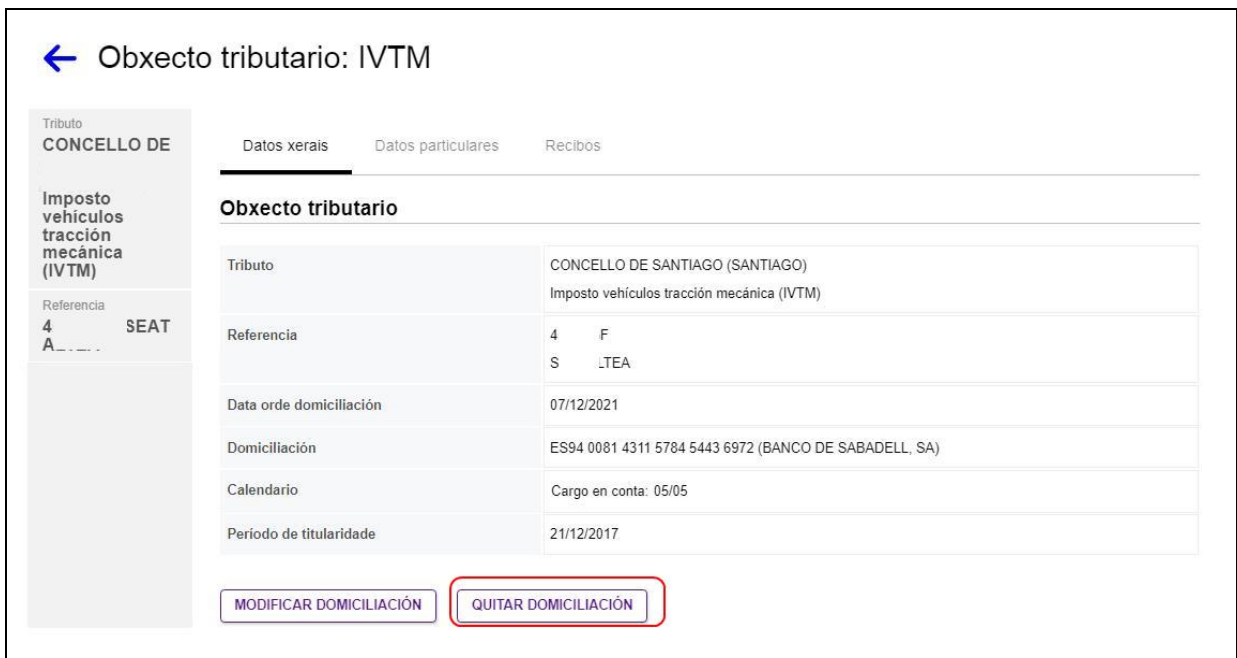 Obxecto tributario: IVTM
Tributo
CONCELLO DE
Imposto
vehículos
tracción
mecánica
(IVTM)
Referencia
4 SEAT
A
Datos xerais Datos particulares Recibos
Obxecto tributario
Tributo CONCELLO DE SANTIAGO (SANTIAGO)
Imposto vehículos tracción mecánica (IVTM)
Referencia 4 F
S LTEA
Data orde domiciliación 07/12/2021
Domiciliación ES94 0081 4311 5784 5443 6972 (BANCO DE SABADELL, SA)
Calendario Cargo en conta: 05/05
Período de titularidade 21/12/2017
MODIFICAR DOMICILIACIÓN QUITAR DOMICILIACIÓN